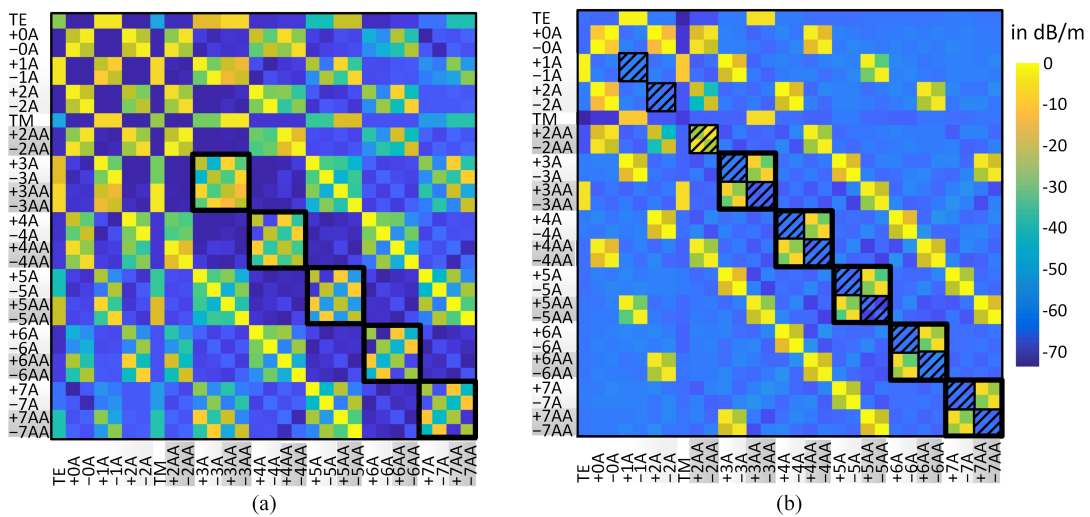 TE
+0A
−0A
+1A
−1A
+2A
−2A
TM
+2AA
−2AA
+3A
−3A
+3AA
−3AA
+4A
−4A
+4AA
−4AA
+5A
−5A
+5AA
−5AA
+6A
−6A
+6AA
−6AA
+7A
−7A
+7AA
−7AA
TE +0A −0A +1A −1A +2A −2A TM +2AA −2AA +3A −3A +3AA −3AA +4A −4A +4AA −4AA +5A −5A +5AA −5AA +6A −6A +6AA −6AA +7A −7A +7AA −7AA
(a)
TE
+0A
−0A
+1A
−1A
+2A
−2A
TM
+2AA
−2AA
+3A
−3A
+3AA
−3AA
+4A
−4A
+4AA
−4AA
+5A
−5A
+5AA
−5AA
+6A
−6A
+6AA
−6AA
+7A
−7A
+7AA
−7AA
TE +0A −0A +1A −1A +2A −2A TM +2AA −2AA +3A −3A +3AA −3AA +4A −4A +4AA −4AA +5A −5A +5AA −5AA +6A −6A +6AA −6AA +7A −7A +7AA −7AA
(b)
in dB/m
0
-10
-20
-30
-40
-50
-60
-70